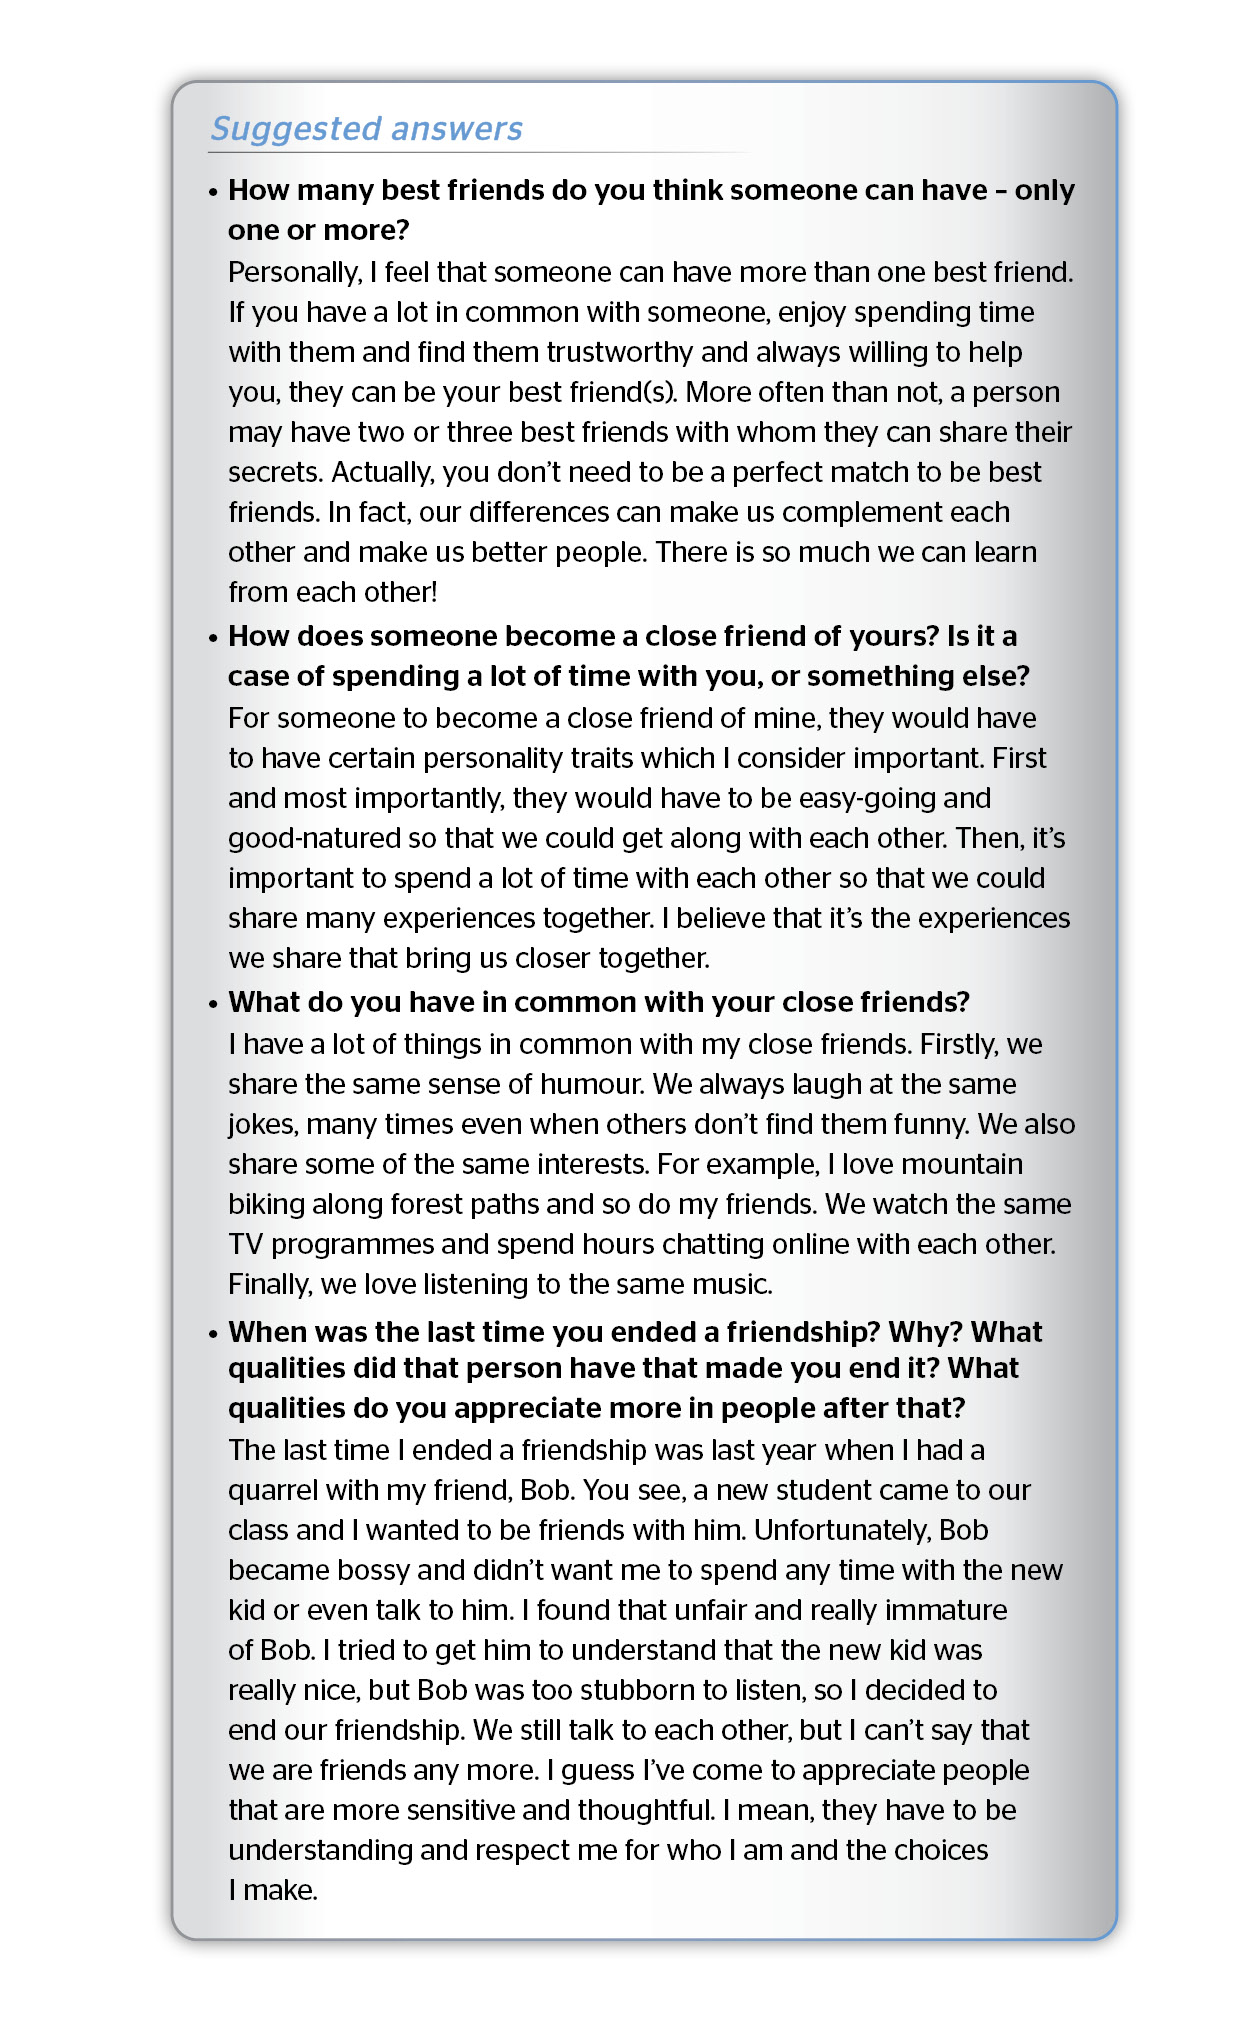 Suggested answers
• How many best friends do you think someone can have – only
one or more?
Personally, I feel that someone can have more than one best friend.
If you have a lot in common with someone, enjoy spending time
with them and find them trustworthy and always willing to help
you, they can be your best friend(s). More often than not, a person
may have two or three best friends with whom they can share their
secrets. Actually, you don’t need to be a perfect match to be best
friends. In fact, our differences can make us complement each
other and make us better people. There is so much we can learn
from each other!
• How does someone become a close friend of yours? Is it a
case of spending a lot of time with you, or something else?
For someone to become a close friend of mine, they would have
to have certain personality traits which I consider important. First
and most importantly, they would have to be easy-going and
good-natured so that we could get along with each other. Then, it’s
important to spend a lot of time with each other so that we could
share many experiences together. I believe that it’s the experiences
we share that bring us closer together.
• What do you have in common with your close friends?
I have a lot of things in common with my close friends. Firstly, we
share the same sense of humour. We always laugh at the same
jokes, many times even when others don’t find them funny. We also
share some of the same interests. For example, I love mountain
biking along forest paths and so do my friends. We watch the same
TV programmes and spend hours chatting online with each other.
Finally, we love listening to the same music.
• When was the last time you ended a friendship? Why? What
qualities did that person have that made you end it? What
qualities do you appreciate more in people after that?
The last time I ended a friendship was last year when I had a
quarrel with my friend, Bob. You see, a new student came to our
class and I wanted to be friends with him. Unfortunately, Bob
became bossy and didn’t want me to spend any time with the new
kid or even talk to him. I found that unfair and really immature
of Bob. I tried to get him to understand that the new kid was
really nice, but Bob was too stubborn to listen, so I decided to
end our friendship. We still talk to each other, but I can’t say that
we are friends any more. I guess I’ve come to appreciate people
that are more sensitive and thoughtful. I mean, they have to be
understanding and respect me for who I am and the choices
I make.